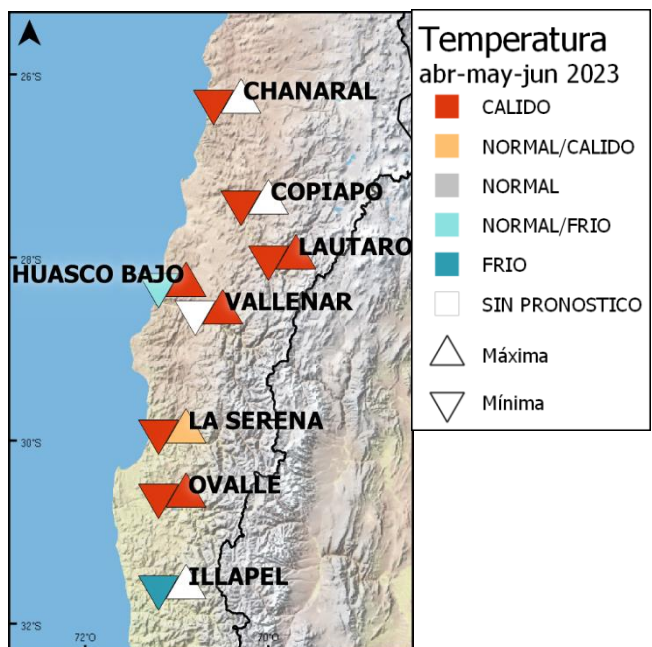 26°S
CHANARAL
COPIAPO
28°S
LAUTARO
HUASCO BAJO
VALLENAR
LA SERENA
30°S
OVALLE
ILLAPEL
32°S
72°O
70°O
Temperatura
abr-may-jun 2023
CALIDO
NORMAL/CALIDO
NORMAL
NORMAL/FRIO
FRIO
SIN PRONOSTICO
Máxima
Mínima